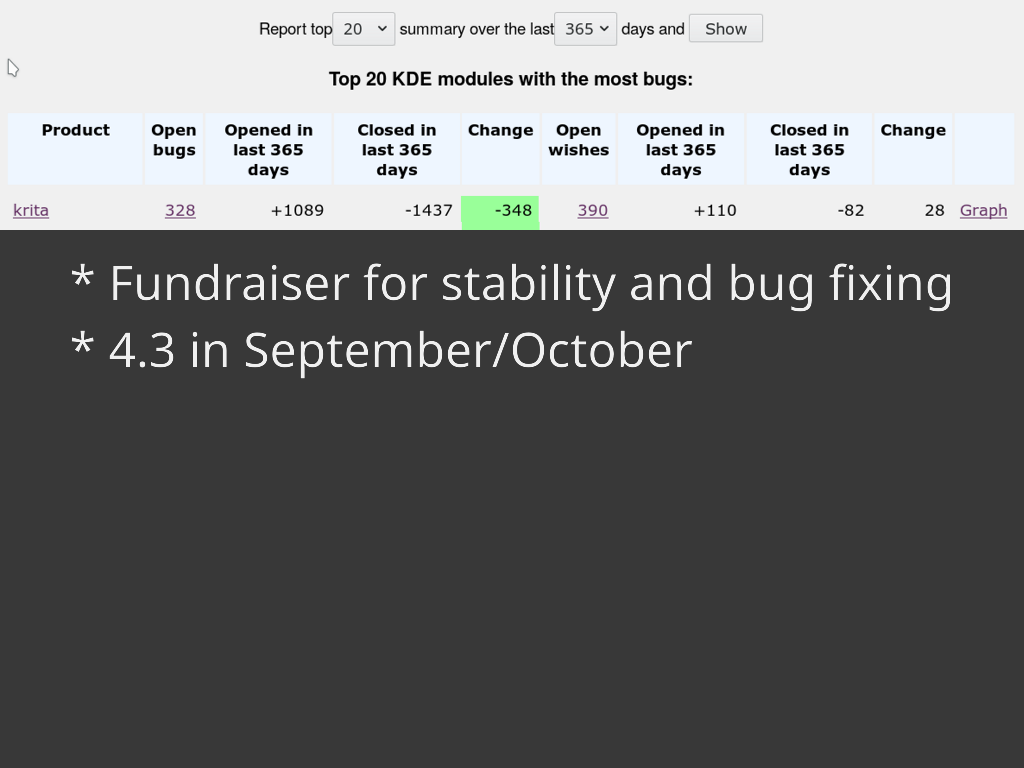 Report top 20 summary over the last 365 days and Show
Top 20 KDE modules with the most bugs:
Product Open bugs Opened in last 365 days Closed in last 365 days Change Open wishes Opened in last 365 days Closed in last 365 days Change
krita 328 +1089 -1437 -348 390 +110 -82 28 Graph
* Fundraiser for stability and bug fixing
* 4.3 in September/October